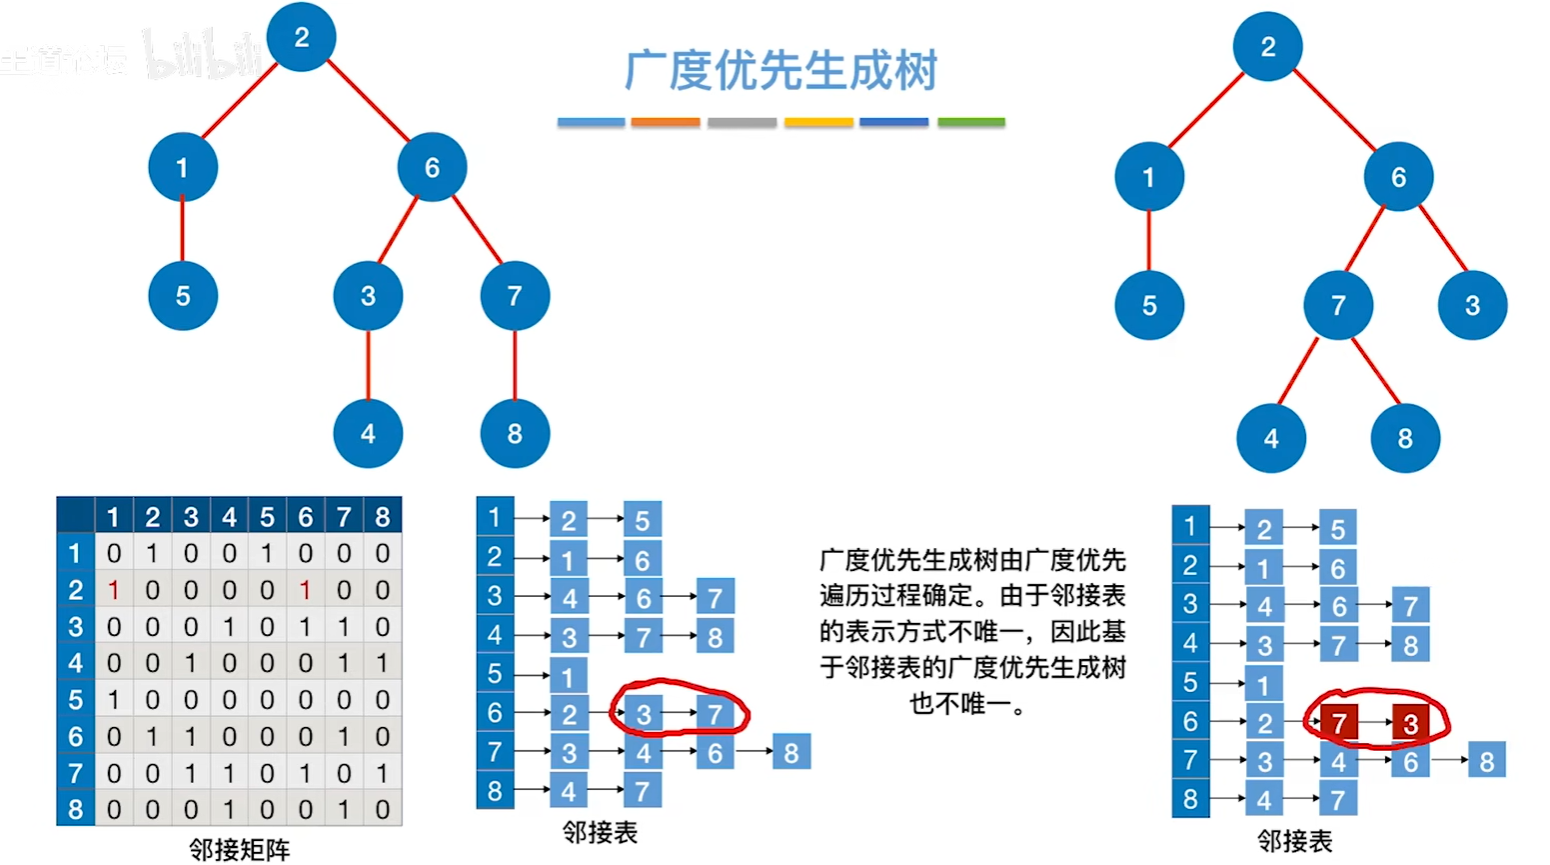 bilibili
广度优先生成树
2
1
6
5
3
7
4
8
2
1
6
5
7
3
4
8
1 2 3 4 5 6 7 8
1 0 1 0 0 1 0 0 0
2 1 0 0 0 0 1 0 0
3 0 0 0 1 0 1 1 0
4 0 0 1 0 0 0 1 1
5 1 0 0 0 0 0 0 0
6 0 1 1 0 0 0 1 0
7 0 0 1 1 0 1 0 1
8 0 0 0 1 0 0 1 0
邻接矩阵
1 2 5
2 1 6
3 4 6 7
4 3 7 8
5 1
6 2 3 7
7 3 4 6 8
8 4 7
邻接表
广度优先生成树由广度优先
遍历过程确定。由于邻接表
的表示方式不唯一，因此基
于邻接表的广度优先生成树
也不唯一。
1 2 5
2 1 6
3 4 6 7
4 3 7 8
5 1
6 2 7 3
7 3 4 6 8
8 4 7
邻接表